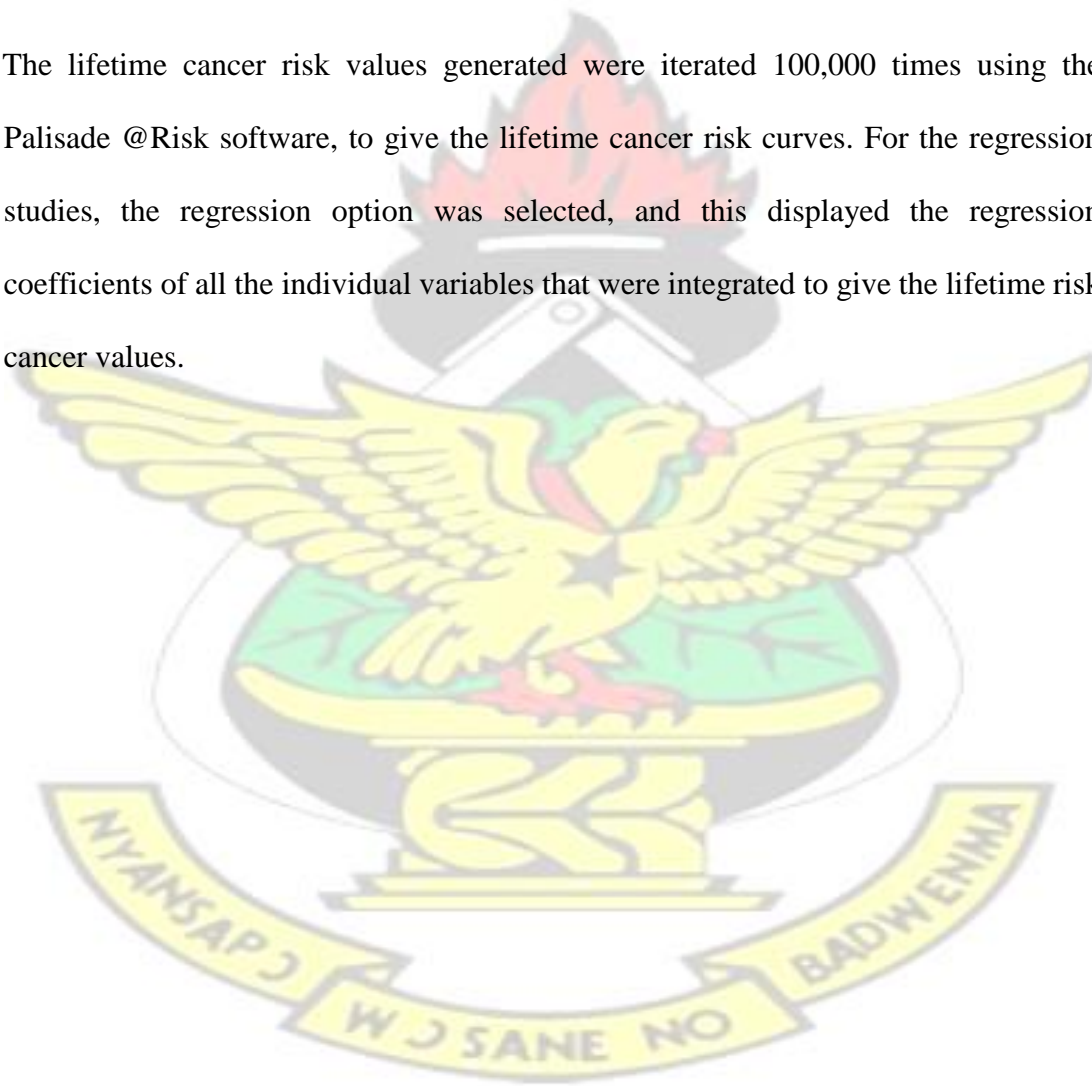 The lifetime cancer risk values generated were iterated 100,000 times using the
Palisade @Risk software, to give the lifetime cancer risk curves. For the regression
studies, the regression option was selected, and this displayed the regression
coefficients of all the individual variables that were integrated to give the lifetime risk
cancer values.
NYANSAPƆ
WƆSANE NO
BADWENMA